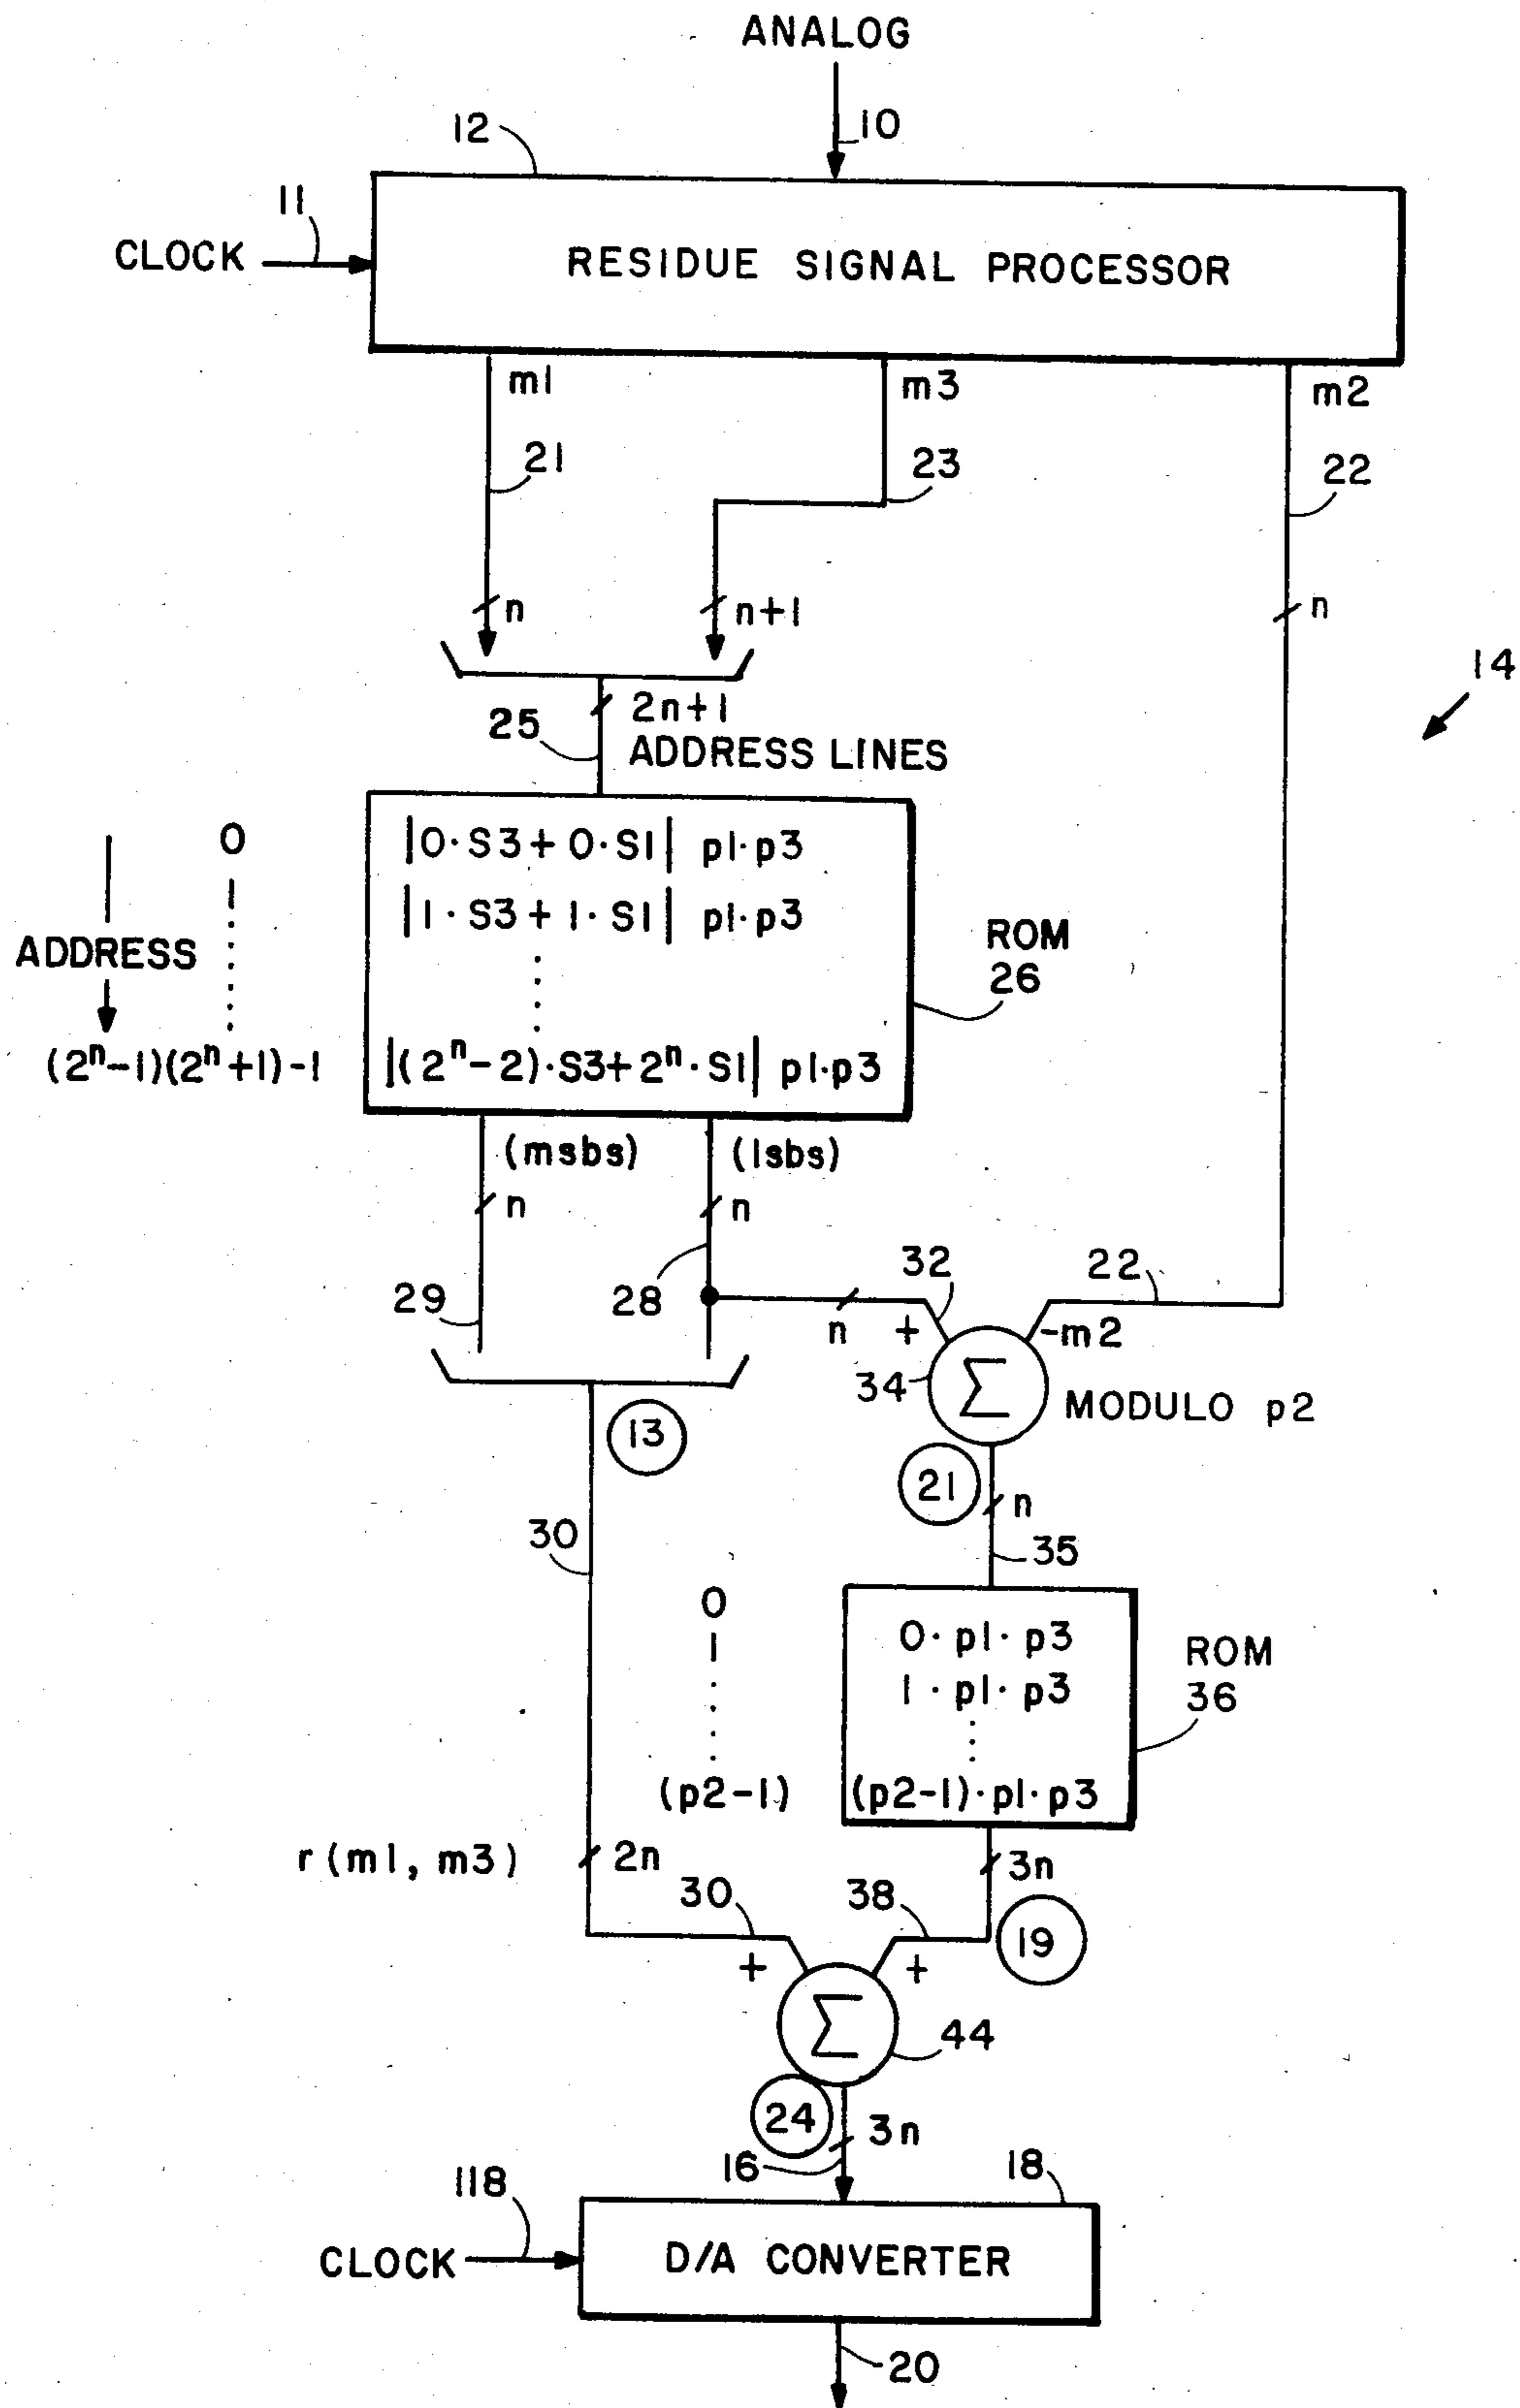 ANALOG
10
12
11
CLOCK
RESIDUE SIGNAL PROCESSOR
m1
m3
m2
21
23
22
n
n+1
n
14
25
2n+1
ADDRESS LINES
0
1
ADDRESS
(2ⁿ-1)(2ⁿ+1)-1
|0·S3+0·S1| p1·p3
|1·S3+1·S1| p1·p3
|(2ⁿ-2)·S3+2ⁿ·S1| p1·p3
ROM
26
(msbs)
(lsbs)
n
n
29
28
32
22
n
+
-m2
34
Σ
MODULO p2
13
21
n
30
35
0
1
(p2-1)
0·p1·p3
1·p1·p3
(p2-1)·p1·p3
ROM
36
r(m1, m3)
2n
3n
30
38
19
+
+
Σ
44
24
3n
16
18
118
CLOCK
D/A CONVERTER
20